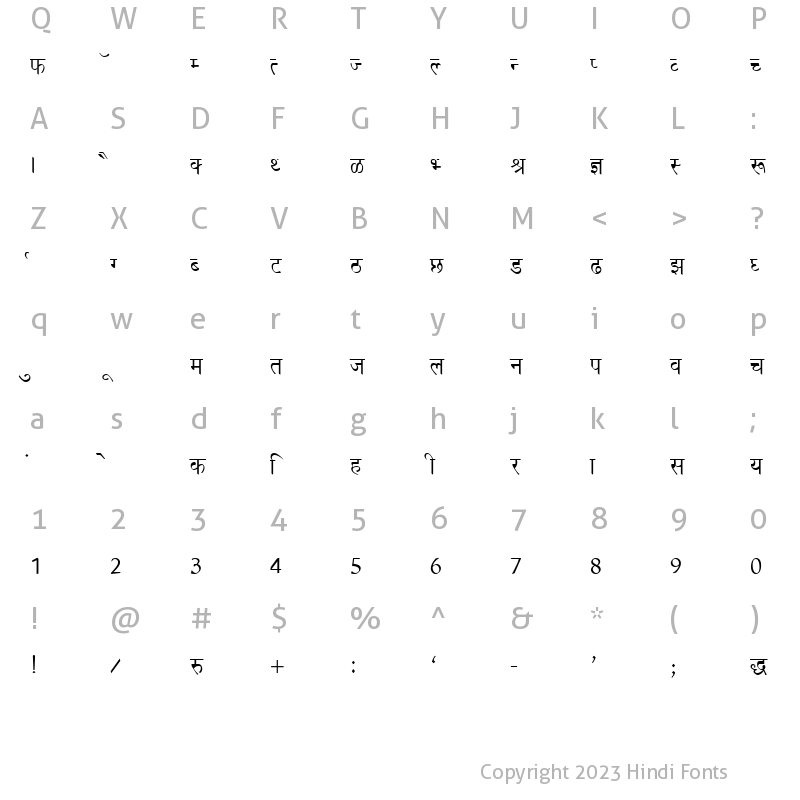 Q W E R T Y U I O P
फ ॅ म् त् ज् ल् न् प् व् च्
A S D F G H J K L :
। ै क् थ् ळ भ् श्र ज्ञ स् रू
Z X C V B N M < > ?
र् ग् ब् ट ठ छ ड ढ झ घ्
q w e r t y u i o p
ु ू म त ज ल न प व च
a s d f g h j k l ;
ं े क ि ह ी र ा स य
1 2 3 4 5 6 7 8 9 0
1 2 3 4 5 6 7 8 9 0
! @ # $ % ^ & * ( )
! / रु + : ‘ - ’ ; द्ध
Copyright 2023 Hindi Fonts